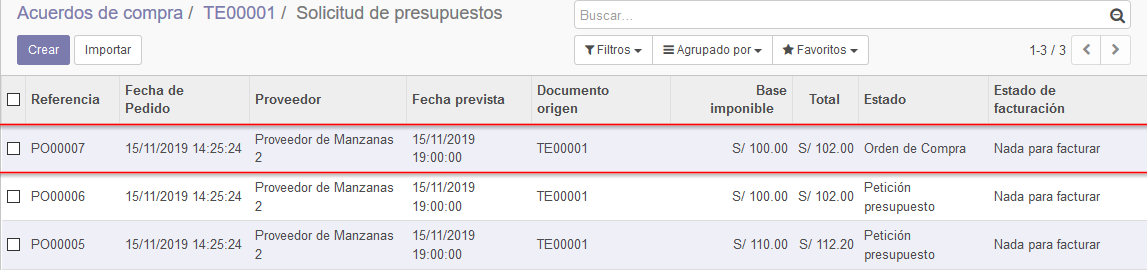 Acuerdos de compra / TE00001 / Solicitud de presupuestos
Buscar...
Crear Importar Filtros Agrupado por Favoritos 1-3 / 3
Referencia Fecha de Pedido Proveedor Fecha prevista Documento origen Base imponible Total Estado Estado de facturación
PO00007 15/11/2019 14:25:24 Proveedor de Manzanas 2 15/11/2019 19:00:00 TE00001 S/ 100.00 S/ 102.00 Orden de Compra Nada para facturar
PO00006 15/11/2019 14:25:24 Proveedor de Manzanas 2 15/11/2019 19:00:00 TE00001 S/ 100.00 S/ 102.00 Petición presupuesto Nada para facturar
PO00005 15/11/2019 14:25:24 Proveedor de Manzanas 2 15/11/2019 19:00:00 TE00001 S/ 110.00 S/ 112.20 Petición presupuesto Nada para facturar